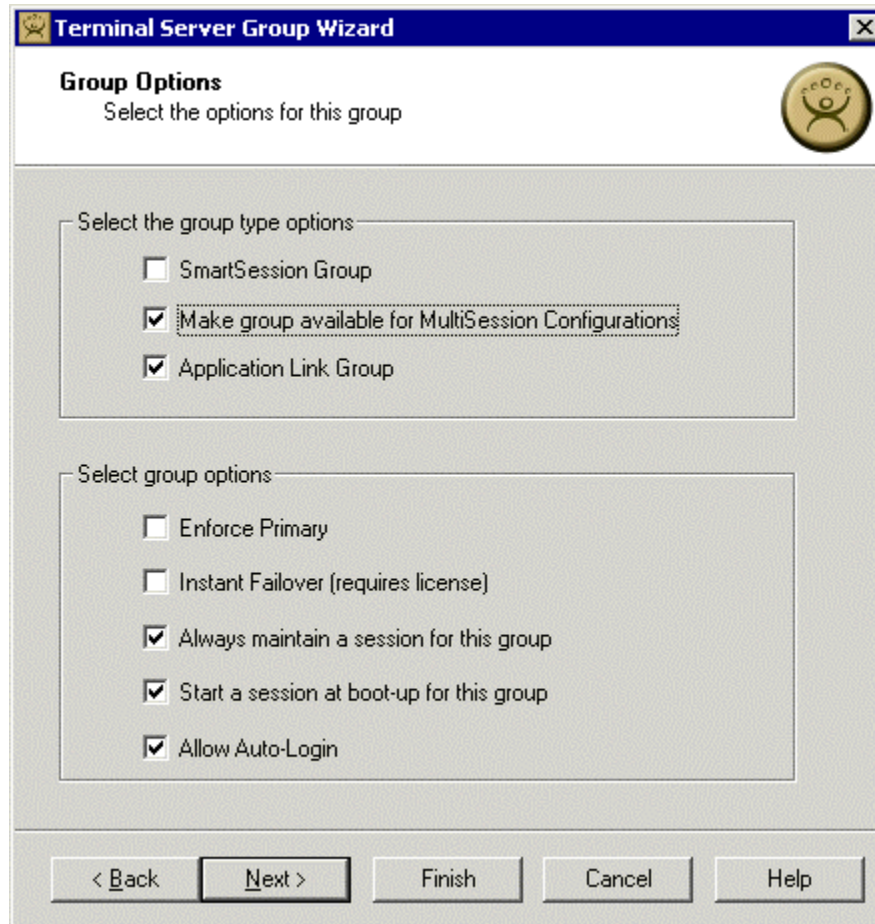 Terminal Server Group Wizard
Group Options
Select the options for this group
Select the group type options
SmartSession Group
Make group available for MultiSession Configurations
Application Link Group
Select group options
Enforce Primary
Instant Failover (requires license)
Always maintain a session for this group
Start a session at boot-up for this group
Allow Auto-Login
< Back Next > Finish Cancel Help